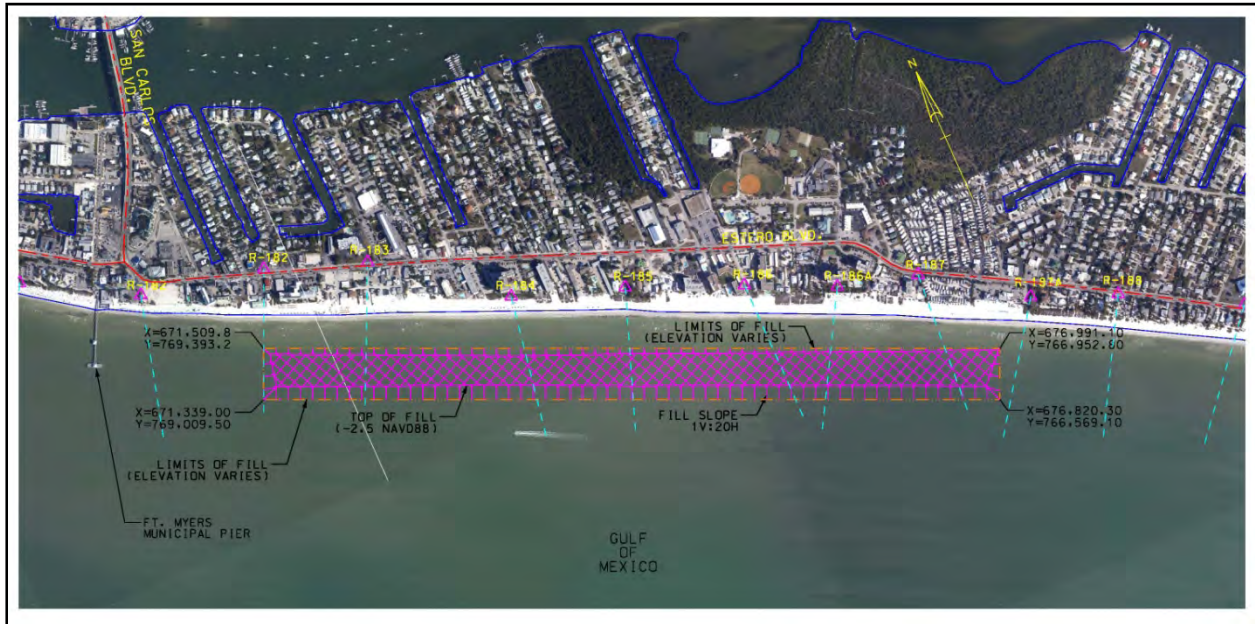 SAN CARLOS
BLVD.
N
ESTERO BLVD.
R-182
R-183
R-184
R-185
R-186
R-186A
R-187
R-188
X=671,509.8
Y=769,393.2
LIMITS OF FILL
(ELEVATION VARIES)
X=676,991.10
Y=766,952.80
X=671,339.00
Y=769,009.50
TOP OF FILL
(-2.5 NAVD88)
FILL SLOPE
1V:20H
X=676,820.30
Y=766,569.10
LIMITS OF FILL
(ELEVATION VARIES)
FT. MYERS
MUNICIPAL PIER
GULF
OF
MEXICO